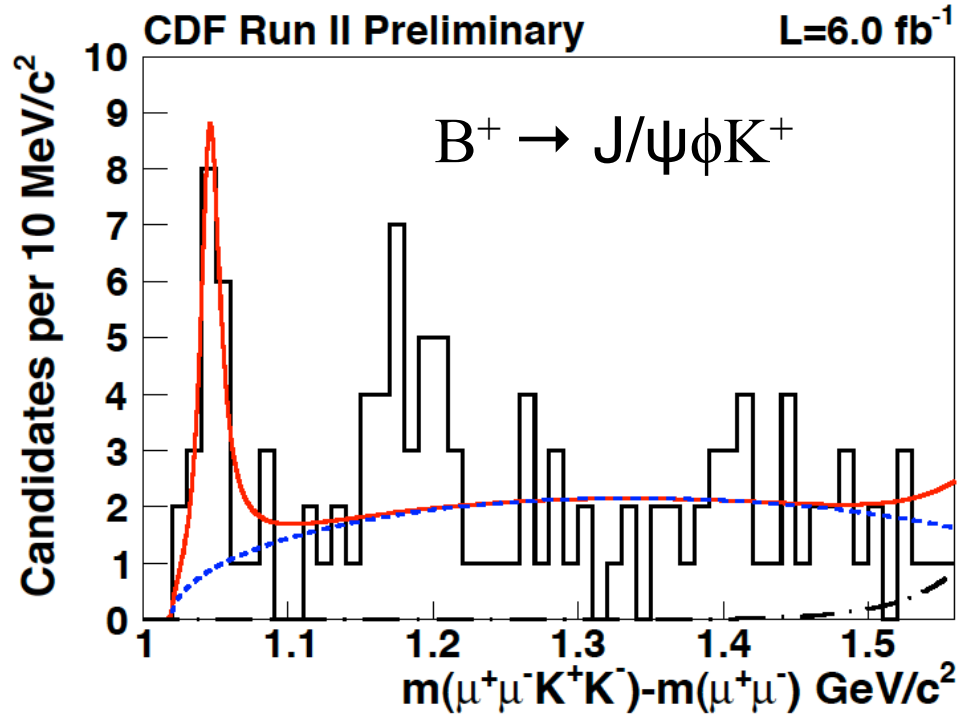 CDF Run II Preliminary L=6.0 fb⁻¹
B⁺ → J/ψϕK⁺
Candidates per 10 MeV/c²
10
9
8
7
6
5
4
3
2
1
0
1 1.1 1.2 1.3 1.4 1.5
m(μ⁺μ⁻K⁺K⁻)-m(μ⁺μ⁻) GeV/c²